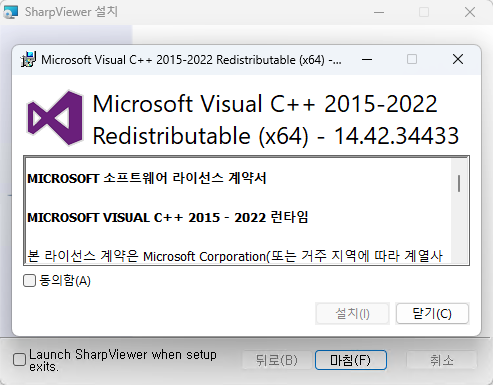 SharpViewer 설치
Microsoft Visual C++ 2015-2022 Redistributable (x64) -...
Microsoft Visual C++ 2015-2022
Redistributable (x64) - 14.42.34433
MICROSOFT 소프트웨어 라이선스 계약서
MICROSOFT VISUAL C++ 2015 - 2022 런타임
본 라이선스 계약은 Microsoft Corporation(또는 거주 지역에 따라 계열사
동의함(A)
설치(I) 닫기(C)
Launch SharpViewer when setup
exits.
뒤로(B) 마침(F) 취소